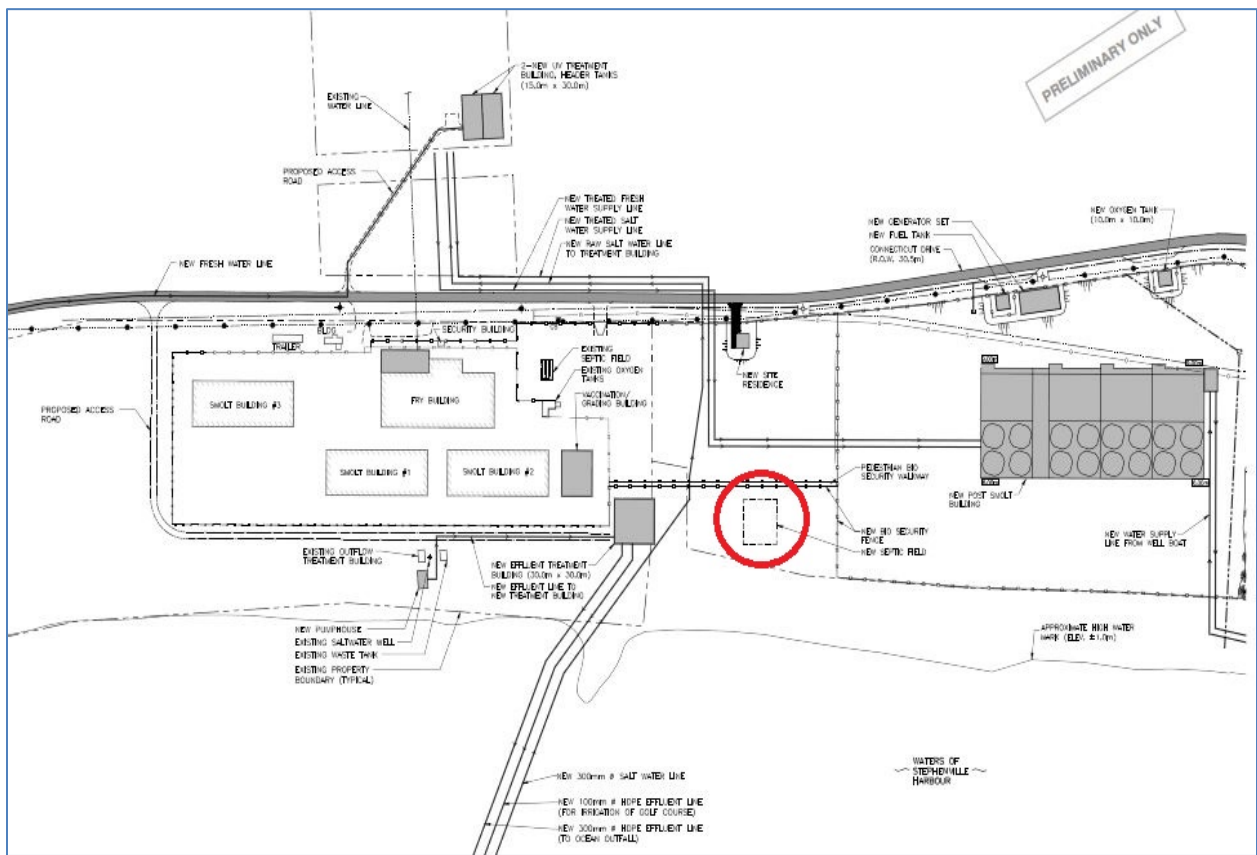 PRELIMINARY ONLY
2-NEW UV TREATMENT
BUILDING, HEADER TANKS
(15.0m x 30.0m)
EXISTING
WATER LINE
PROPOSED ACCESS
ROAD
NEW TREATED FRESH
WATER SUPPLY LINE
NEW TREATED SALT
WATER SUPPLY LINE
NEW RAW SALT WATER LINE
TO TREATMENT BUILDING
NEW GENERATOR SET
NEW FUEL TANK
CONNECTICUT DRIVE
(R.O.W. 30.5m)
NEW OXYGEN TANK
(10.0m x 10.0m)
NEW FRESH WATER LINE
BLDG
TRAILER
SECURITY BUILDING
EXISTING
SEPTIC FIELD
EXISTING OXYGEN
TANKS
VACCINATION/
GRADING BUILDING
NEW SITE
RESIDENCE
PROPOSED ACCESS
ROAD
SMOLT BUILDING #3
FRY BUILDING
SMOLT BUILDING #1
SMOLT BUILDING #2
PEDESTRIAN BIO
SECURITY WALKWAY
NEW POST SMOLT
BUILDING
NEW BIO SECURITY
FENCE
NEW SEPTIC FIELD
NEW WATER SUPPLY
LINE FROM WELL BOAT
EXISTING OUTFLOW
TREATMENT BUILDING
NEW EFFLUENT TREATMENT
BUILDING (30.0m x 30.0m)
NEW EFFLUENT LINE TO
NEW TREATMENT BUILDING
NEW PUMPHOUSE
EXISTING SALTWATER WELL
EXISTING WASTE TANK
EXISTING PROPERTY
BOUNDARY (TYPICAL)
APPROXIMATE HIGH WATER
MARK (ELEV. ±1.0m)
WATERS OF
STEPHENVILLE
HARBOUR
NEW 300mm ø SALT WATER LINE
NEW 100mm ø HDPE EFFLUENT LINE
(FOR IRRIGATION OF GOLF COURSE)
NEW 300mm ø HDPE EFFLUENT LINE
(TO OCEAN OUTFALL)